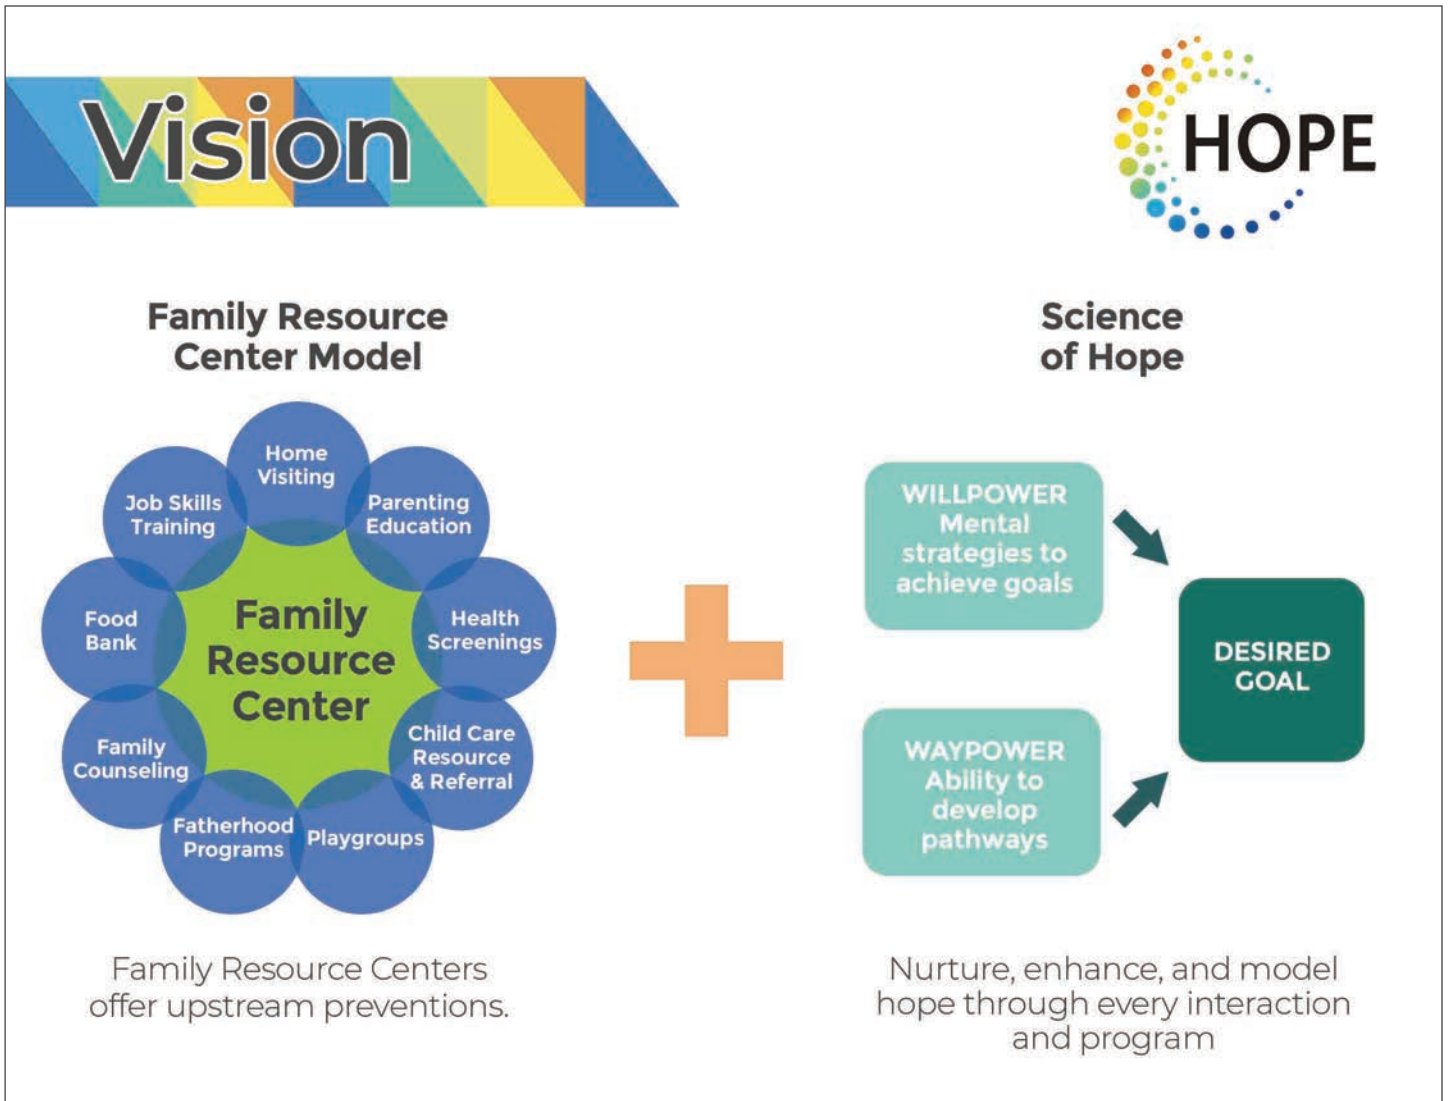 Vision
HOPE
Family Resource
Center Model
Home
Visiting
Parenting
Education
Health
Screenings
Child Care
Resource
& Referral
Playgroups
Fatherhood
Programs
Family
Counseling
Food
Bank
Job Skills
Training
Family
Resource
Center
Family Resource Centers
offer upstream preventions.
Science
of Hope
WILLPOWER
Mental
strategies to
achieve goals
WAYPOWER
Ability to
develop
pathways
DESIRED
GOAL
Nurture, enhance, and model
hope through every interaction
and program